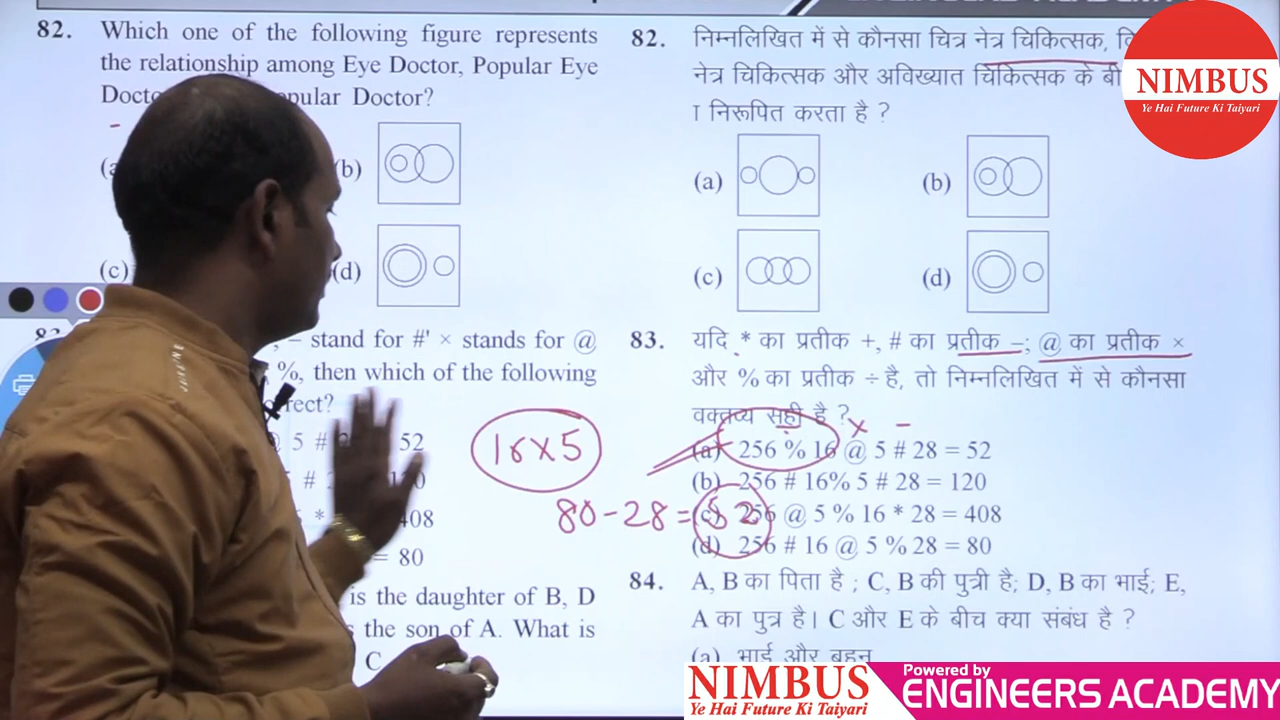 82. Which one of the following figure represents
the relationship among Eye Doctor, Popular Eye
pular Doctor?
(b)
(c)
(d)
stand for #' × stands for @
%, then which of the following
rect?
5 # 52
#
* 408
= 80
is the daughter of B, D
the son of A. What is
C
82. निम्नलिखित में से कौनसा चित्र नेत्र चिकित्सक,
नेत्र चिकित्सक और अविख्यात चिकित्सक के
निरूपित करता है ?
(a)
(b)
(c)
(d)
83. यदि * का प्रतीक +, # का प्रतीक –; @ का प्रतीक ×
और % का प्रतीक ÷ है, तो निम्नलिखित में से कौनसा
वक्तव्य सही है ?
× –
(a) 256 % 16 @ 5 # 28 = 52
(b) 256 # 16% 5 # 28 = 120
(c) 256 @ 5 % 16 * 28 = 408
(d) 256 # 16 @ 5 % 28 = 80
16×5
80-28=52
84. A, B का पिता है ; C, B की पुत्री है; D, B का भाई; E,
A का पुत्र है। C और E के बीच क्या संबंध है ?
(a) भाई और बहन
NIMBUS
Ye Hai Future Ki Taiyari
NIMBUS
Ye Hai Future Ki Taiyari
Powered by
ENGINEERS ACADEMY